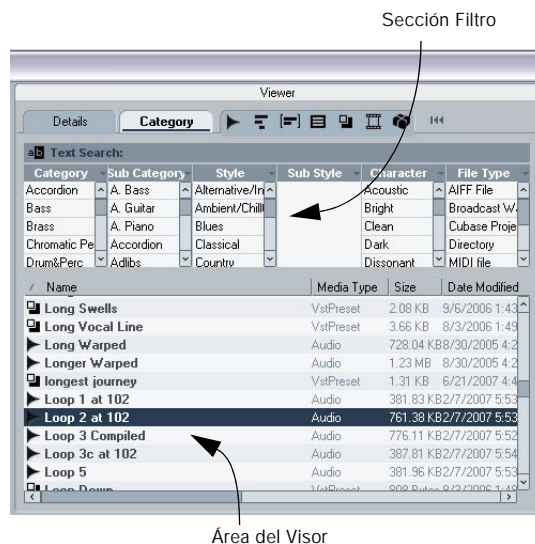 Sección Filtro
Viewer
Details Category
Text Search:
Category Sub Category Style Sub Style Character File Type
Accordion A. Bass Alternative/In Acoustic AIFF File
Bass A. Guitar Ambient/Chill Bright Broadcast W
Brass A. Piano Blues Clean Cubase Proje
Chromatic Pe Accordion Classical Dark Directory
Drum&Perc Adlibs Country Dissonant MIDI file
Name Media Type Size Date Modified
Long Swells VstPreset 2.08 KB 9/6/2006 1:43
Long Vocal Line VstPreset 3.66 KB 8/3/2006 1:49
Long Warped Audio 728.04 KB 8/30/2005 4:2
Longer Warped Audio 1.23 MB 8/30/2005 4:2
longest journey VstPreset 1.31 KB 6/21/2007 4:4
Loop 1 at 102 Audio 381.83 KB 2/7/2007 5:53
Loop 2 at 102 Audio 761.38 KB 2/7/2007 5:53
Loop 3 Compiled Audio 776.11 KB 2/7/2007 5:52
Loop 3c at 102 Audio 387.81 KB 2/7/2007 5:54
Loop 5 Audio 381.96 KB 2/7/2007 5:53
Loop Down VstPreset
Área del Visor